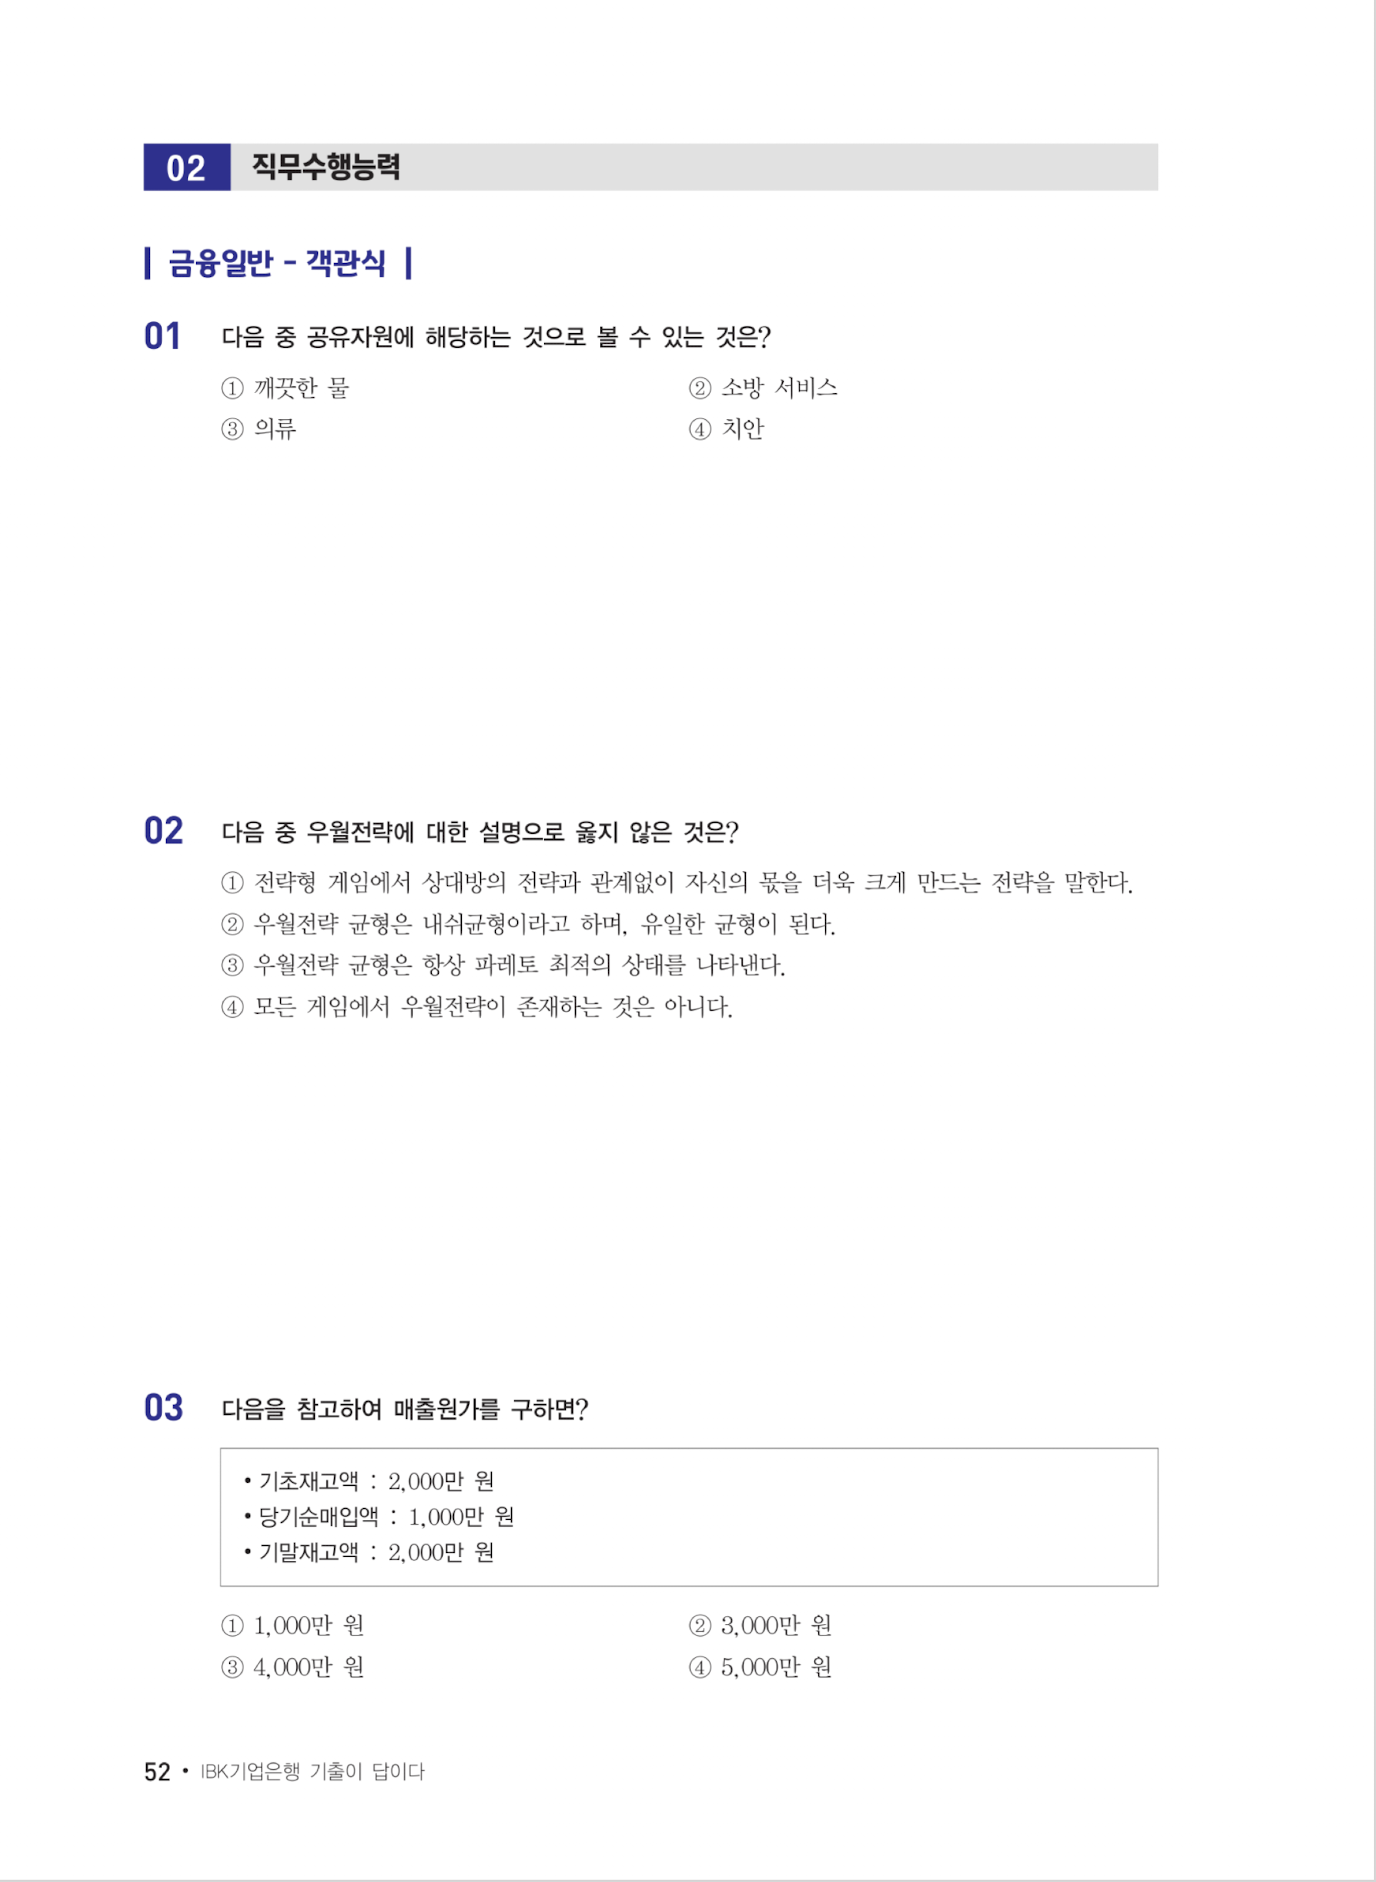 02 직무수행능력
금융일반 - 객관식
01 다음 중 공유자원에 해당하는 것으로 볼 수 있는 것은?
① 깨끗한 물 ② 소방 서비스
③ 의류 ④ 치안
02 다음 중 우월전략에 대한 설명으로 옳지 않은 것은?
① 전략형 게임에서 상대방의 전략과 관계없이 자신의 몫을 더욱 크게 만드는 전략을 말한다.
② 우월전략 균형은 내쉬균형이라고 하며, 유일한 균형이 된다.
③ 우월전략 균형은 항상 파레토 최적의 상태를 나타낸다.
④ 모든 게임에서 우월전략이 존재하는 것은 아니다.
03 다음을 참고하여 매출원가를 구하면?
• 기초재고액 : 2,000만 원
• 당기순매입액 : 1,000만 원
• 기말재고액 : 2,000만 원
① 1,000만 원 ② 3,000만 원
③ 4,000만 원 ④ 5,000만 원
52 • IBK기업은행 기출이 답이다